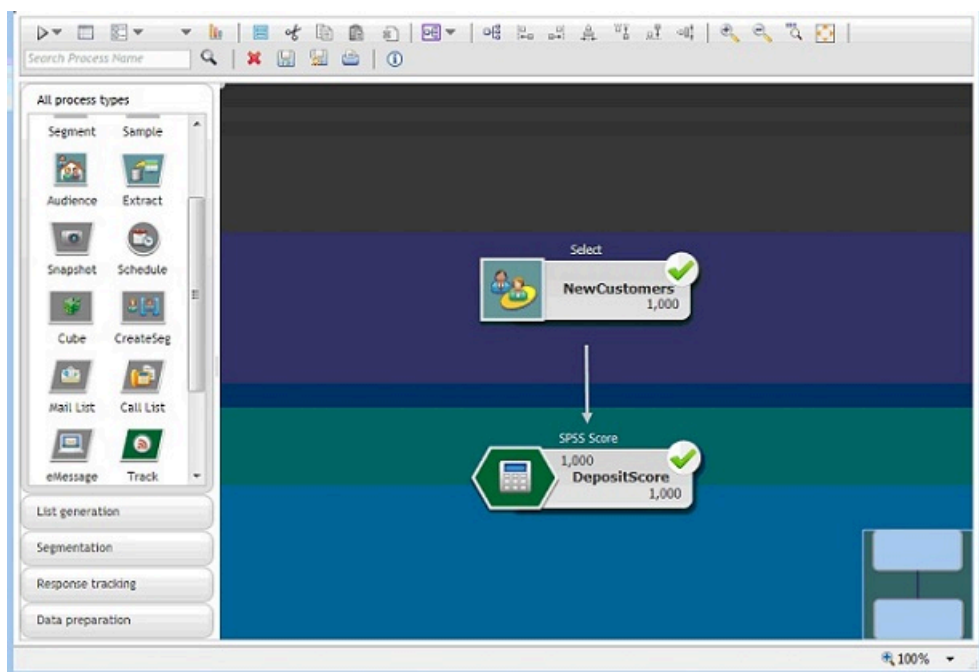 Search Process Name
All process types
Segment Sample
Audience Extract
Snapshot Schedule
Cube CreateSeg
Mail List Call List
eMessage Track
List generation
Segmentation
Response tracking
Data preparation
Select
NewCustomers
1,000
SPSS Score
1,000
DepositScore
1,000
100%